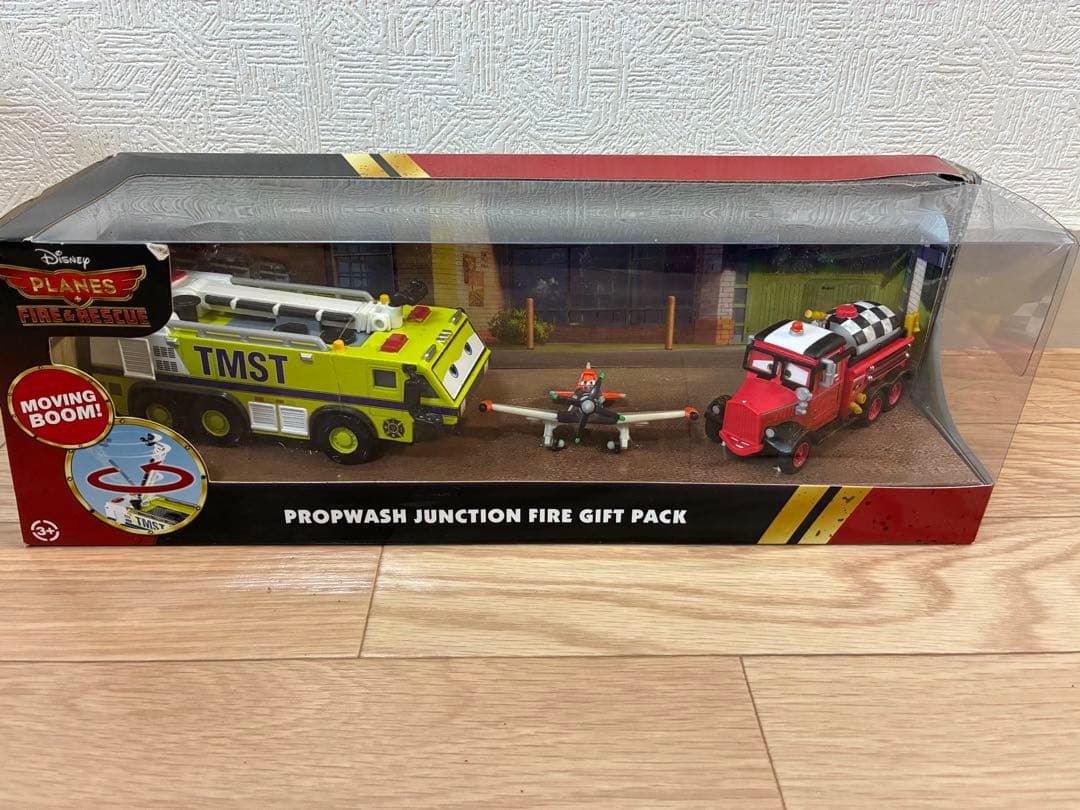 Disney
PLANES
FIRE & RESCUE
MOVING
BOOM!
TMST
TMST
3+
PROPWASH JUNCTION FIRE GIFT PACK